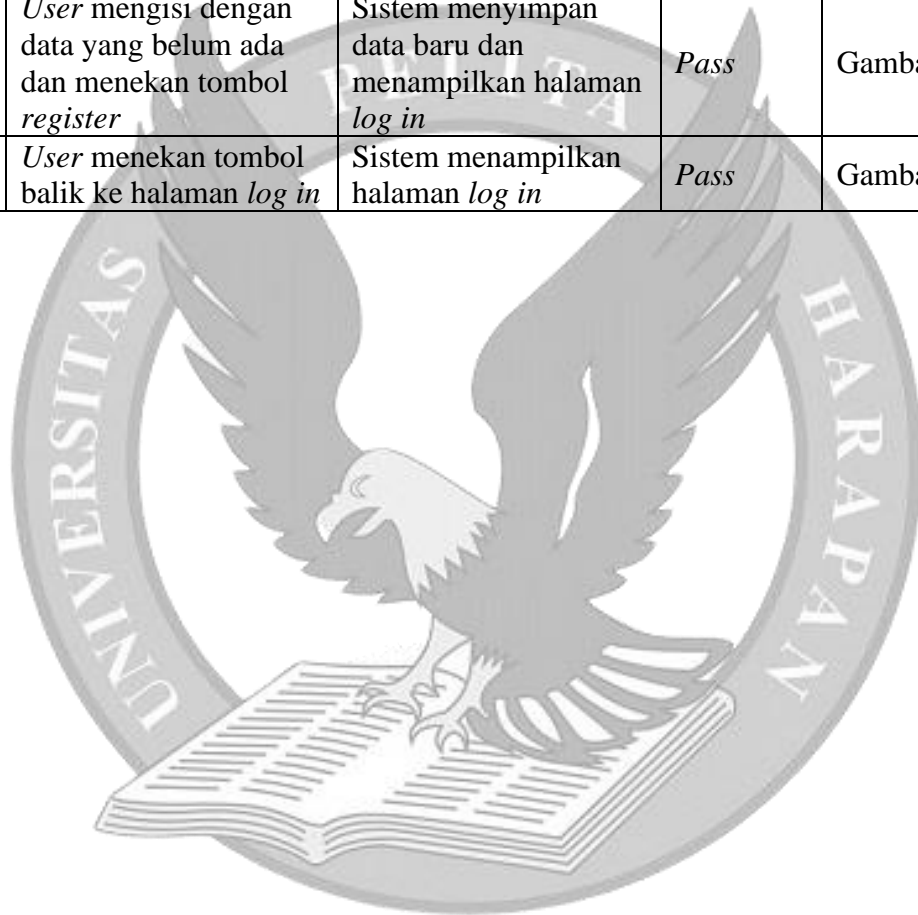 User mengisi dengan
data yang belum ada
dan menekan tombol
register
Sistem menyimpan
data baru dan
menampilkan halaman
log in
Pass
User menekan tombol
balik ke halaman log in
Sistem menampilkan
halaman log in
Pass
UNIVERSITAS PELITA HARAPAN